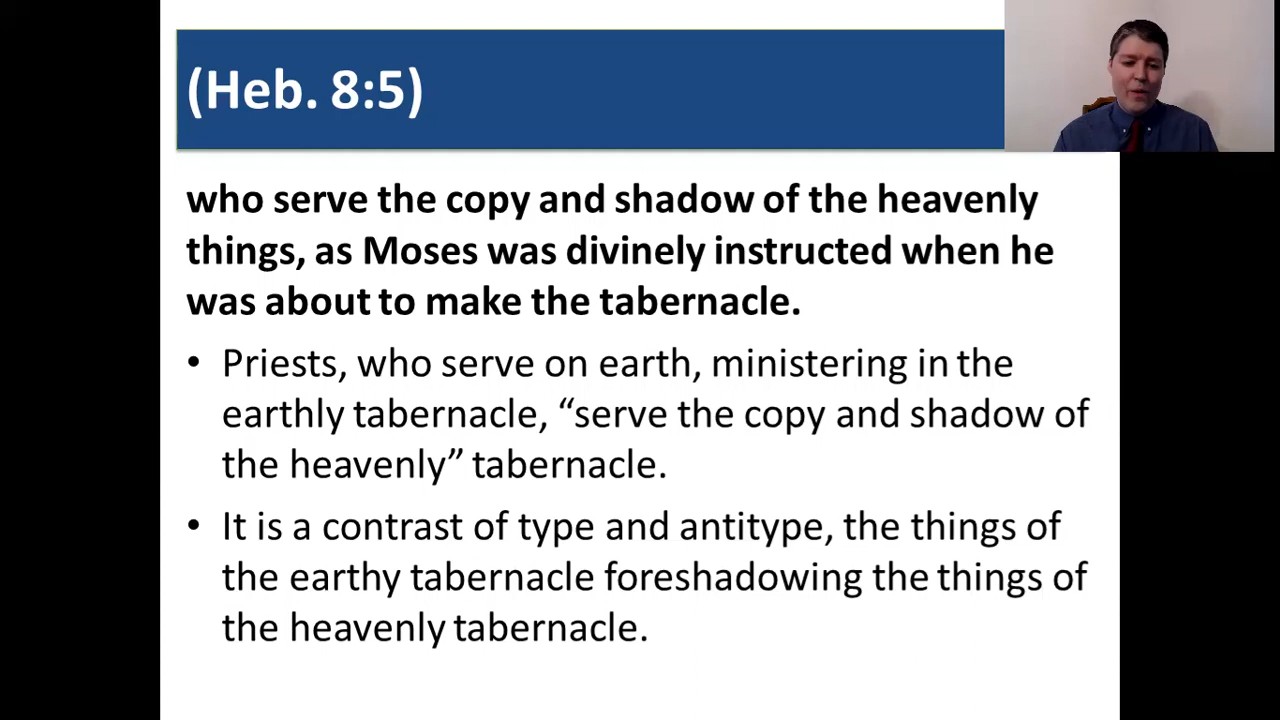 (Heb. 8:5)
who serve the copy and shadow of the heavenly
things, as Moses was divinely instructed when he
was about to make the tabernacle.
• Priests, who serve on earth, ministering in the
earthly tabernacle, “serve the copy and shadow of
the heavenly” tabernacle.
• It is a contrast of type and antitype, the things of
the earthy tabernacle foreshadowing the things of
the heavenly tabernacle.